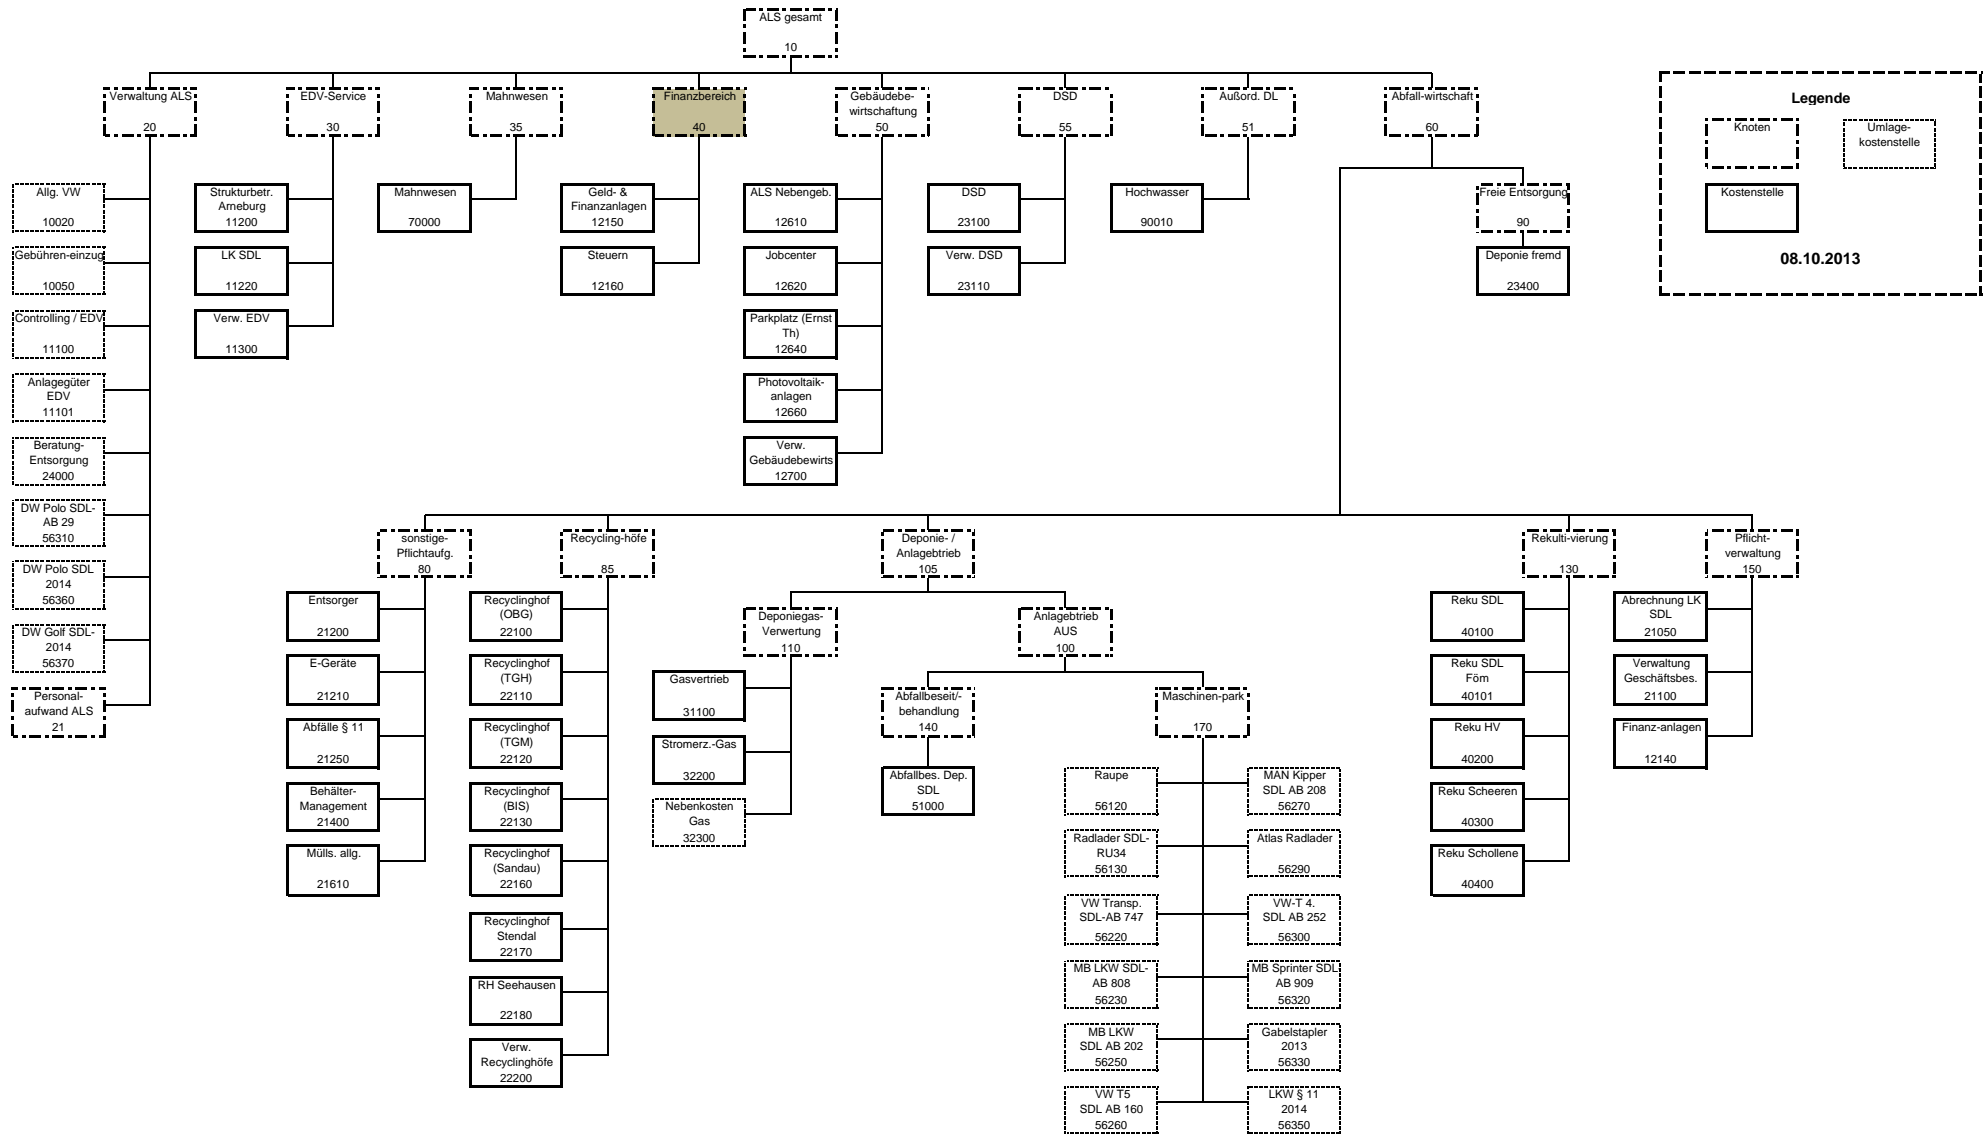 ALS gesamt
10
Verwaltung ALS
20
EDV-Service
30
Mahnwesen
35
Finanzbereich
40
Gebäudebe-
wirtschaftung
50
DSD
55
Außord. DL
51
Abfall-wirtschaft
60
Legende
Knoten
Umlage-
kostenstelle
Kostenstelle
08.10.2013
Allg. VW
10020
Gebühren-einzug
10050
Controlling / EDV
11100
Anlagegüter
EDV
11101
Beratung-
Entsorgung
24000
DW Polo SDL-
AB 29
56310
DW Polo SDL
2014
56360
DW Golf SDL-
2014
56370
Personal-
aufwand ALS
21
Strukturbetr.
Arneburg
11200
LK SDL
11220
Verw. EDV
11300
Mahnwesen
70000
Geld- &
Finanzanlagen
12150
Steuern
12160
ALS Nebengeb.
12610
Jobcenter
12620
Parkplatz (Ernst
Th)
12640
Photovoltaik-
anlagen
12660
Verw.
Gebäudebewirts
12700
DSD
23100
Verw. DSD
23110
Hochwasser
90010
Freie Entsorgung
90
Deponie fremd
23400
sonstige-
Pflichtaufg.
80
Entsorger
21200
E-Geräte
21210
Abfälle § 11
21250
Behälter-
Management
21400
Mülls. allg.
21610
Recycling-höfe
85
Recyclinghof
(OBG)
22100
Recyclinghof
(TGH)
22110
Recyclinghof
(TGM)
22120
Recyclinghof
(BIS)
22130
Recyclinghof
(Sandau)
22160
Recyclinghof
Stendal
22170
RH Seehausen
22180
Verw.
Recyclinghöfe
22200
Deponie- /
Anlagebtrieb
105
Deponiegas-
Verwertung
110
Gasvertrieb
31100
Stromerz.-Gas
32200
Nebenkosten
Gas
32300
Anlagebtrieb
AUS
100
Abfallbeseit/-
behandlung
140
Abfallbes. Dep.
SDL
51000
Maschinen-park
170
Raupe
56120
MAN Kipper
SDL AB 208
56270
Radlader SDL-
RU34
56130
Atlas Radlader
56290
VW Transp.
SDL-AB 747
56220
VW-T 4.
SDL AB 252
56300
MB LKW SDL-
AB 808
56230
MB Sprinter SDL
AB 909
56320
MB LKW
SDL AB 202
56250
Gabelstapler
2013
56330
VW T5
SDL AB 160
56260
LKW § 11
2014
56350
Rekulti-vierung
130
Reku SDL
40100
Reku SDL
Föm
40101
Reku HV
40200
Reku Scheeren
40300
Reku Schollene
40400
Pflicht-
verwaltung
150
Abrechnung LK
SDL
21050
Verwaltung
Geschäftsbes.
21100
Finanz-anlagen
12140